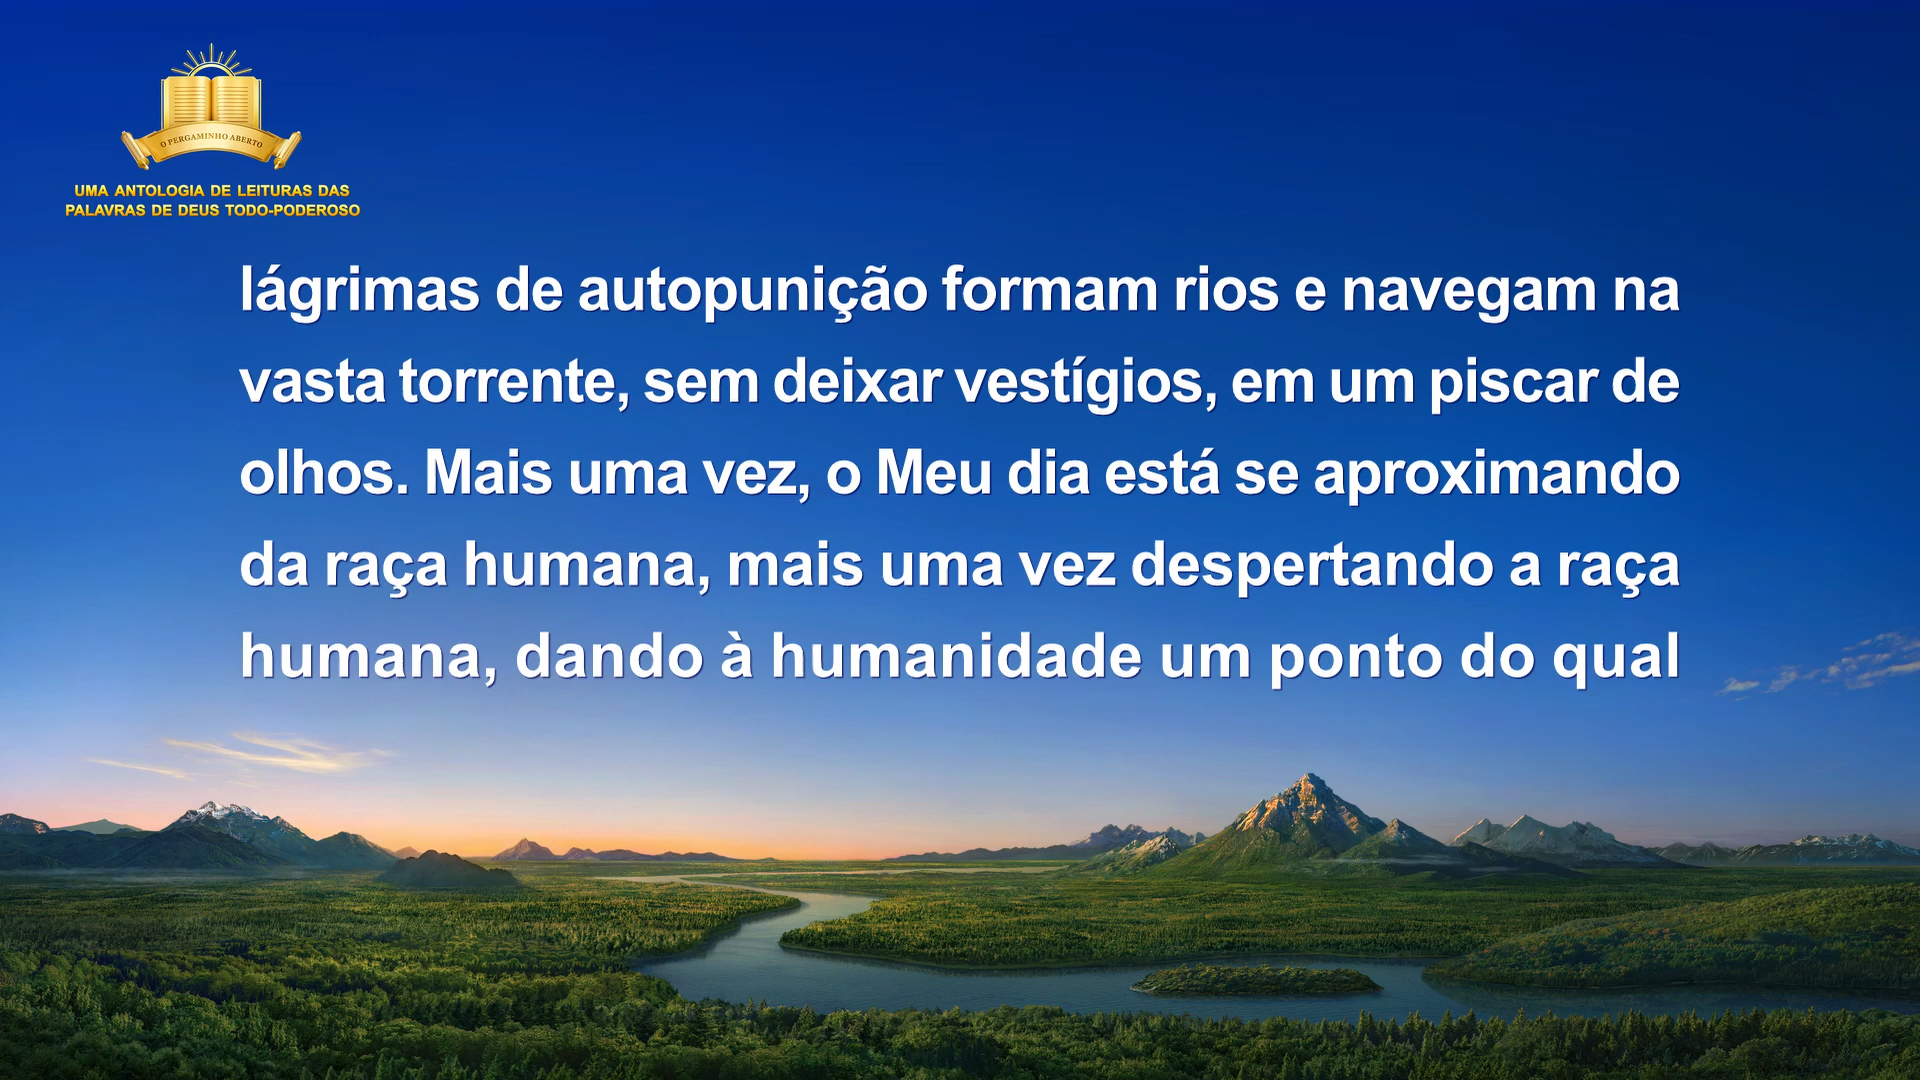 O PERGAMINHO ABERTO
UMA ANTOLOGIA DE LEITURAS DAS
PALAVRAS DE DEUS TODO-PODEROSO
lágrimas de autopunição formam rios e navegam na
vasta torrente, sem deixar vestígios, em um piscar de
olhos. Mais uma vez, o Meu dia está se aproximando
da raça humana, mais uma vez despertando a raça
humana, dando à humanidade um ponto do qual